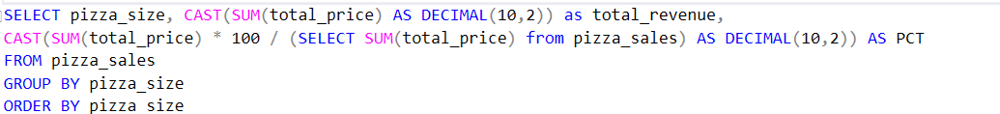 SELECT pizza_size, CAST(SUM(total_price) AS DECIMAL(10,2)) as total_revenue,
CAST(SUM(total_price) * 100 / (SELECT SUM(total_price) from pizza_sales) AS DECIMAL(10,2)) AS PCT
FROM pizza_sales
GROUP BY pizza_size
ORDER BY pizza size